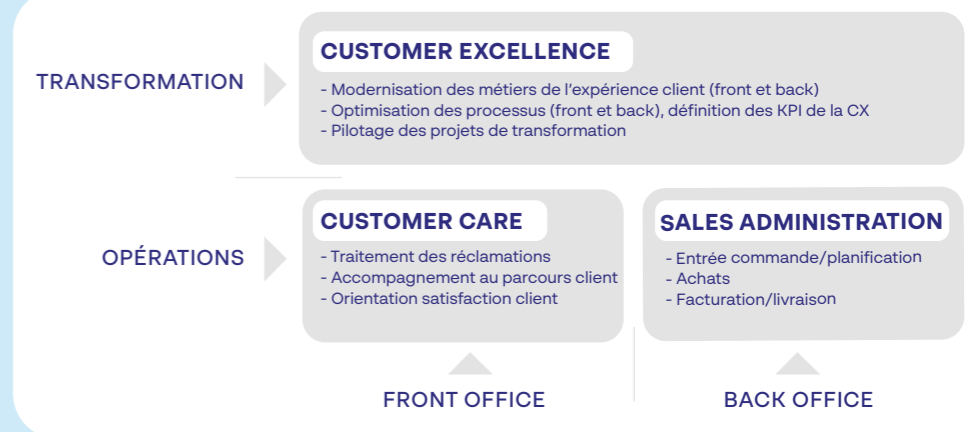 TRANSFORMATION
CUSTOMER EXCELLENCE
- Modernisation des métiers de l'expérience client (front et back)
- Optimisation des processus (front et back), définition des KPI de la CX
- Pilotage des projets de transformation
OPÉRATIONS
CUSTOMER CARE
- Traitement des réclamations
- Accompagnement au parcours client
- Orientation satisfaction client
SALES ADMINISTRATION
- Entrée commande/planification
- Achats
- Facturation/livraison
FRONT OFFICE
BACK OFFICE